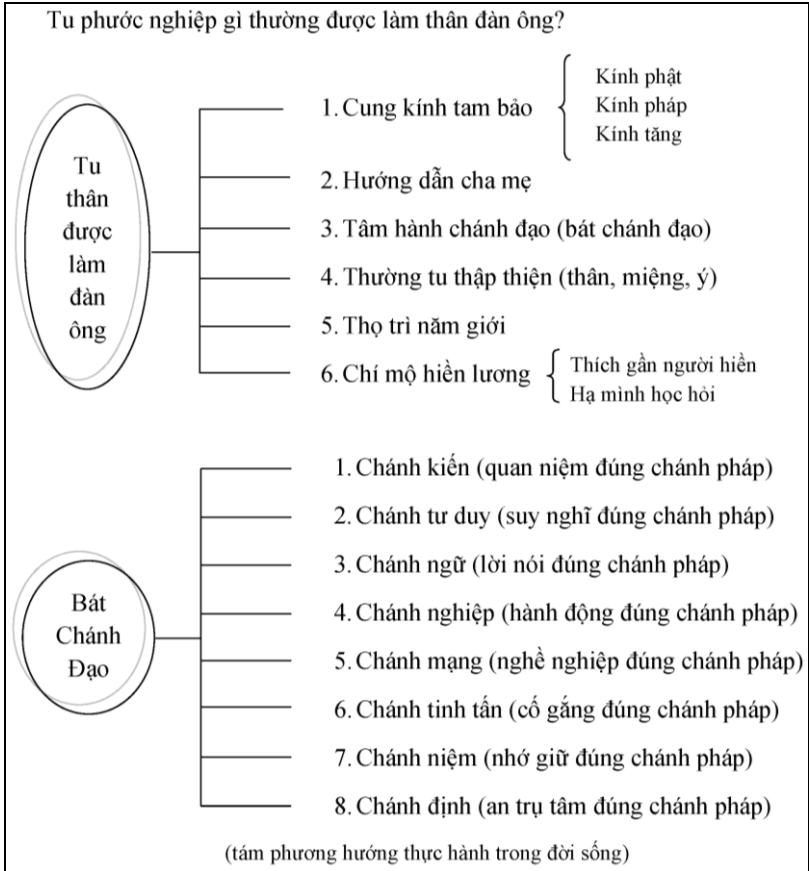 Tu phước nghiệp gì thường được làm thân đàn ông?
Tu
thân
được
làm
đàn
ông
1. Cung kính tam bảo
Kính phật
Kính pháp
Kính tăng
2. Hướng dẫn cha mẹ
3. Tâm hành chánh đạo (bát chánh đạo)
4. Thường tu thập thiện (thân, miệng, ý)
5. Thọ trì năm giới
6. Chí mộ hiền lương
Thích gần người hiền
Hạ mình học hỏi
Bát
Chánh
Đạo
1. Chánh kiến (quan niệm đúng chánh pháp)
2. Chánh tư duy (suy nghĩ đúng chánh pháp)
3. Chánh ngữ (lời nói đúng chánh pháp)
4. Chánh nghiệp (hành động đúng chánh pháp)
5. Chánh mạng (nghề nghiệp đúng chánh pháp)
6. Chánh tinh tấn (cố gắng đúng chánh pháp)
7. Chánh niệm (nhớ giữ đúng chánh pháp)
8. Chánh định (an trụ tâm đúng chánh pháp)
(tám phương hướng thực hành trong đời sống)